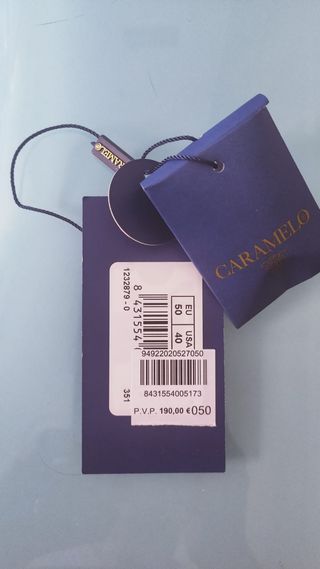 CARAMELO
1232879 - 0
8 431554
EU
50
USA
40
351
94922020527050
8431554005173
P.V.P. 190,00 € 050